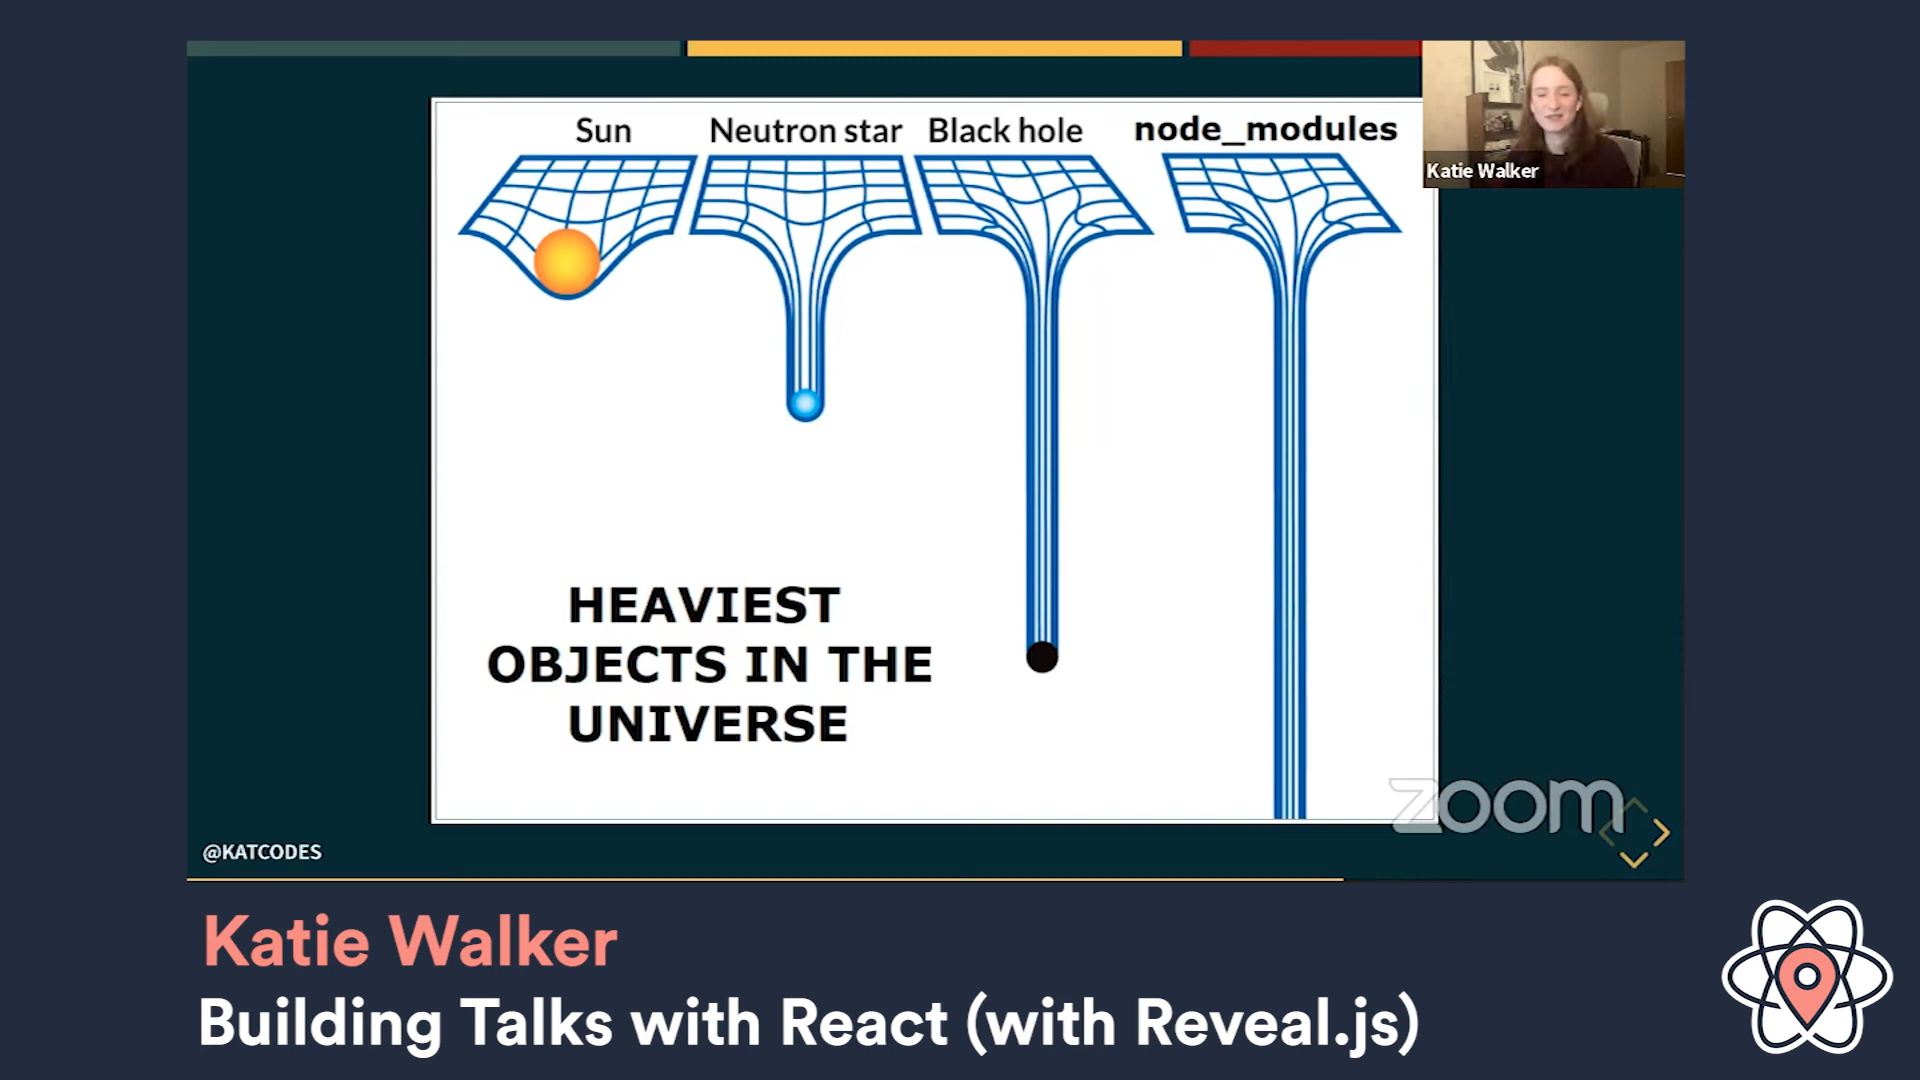 Sun
Neutron star
Black hole
node_modules
Katie Walker
HEAVIEST
OBJECTS IN THE
UNIVERSE
zoom
@KATCODES
Katie Walker
Building Talks with React (with Reveal.js)